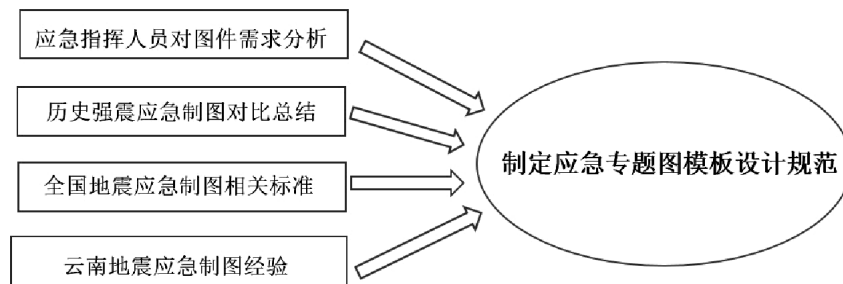 应急指挥人员对图件需求分析
历史强震应急制图对比总结
全国地震应急制图相关标准
云南地震应急制图经验
制定应急专题图模板设计规范